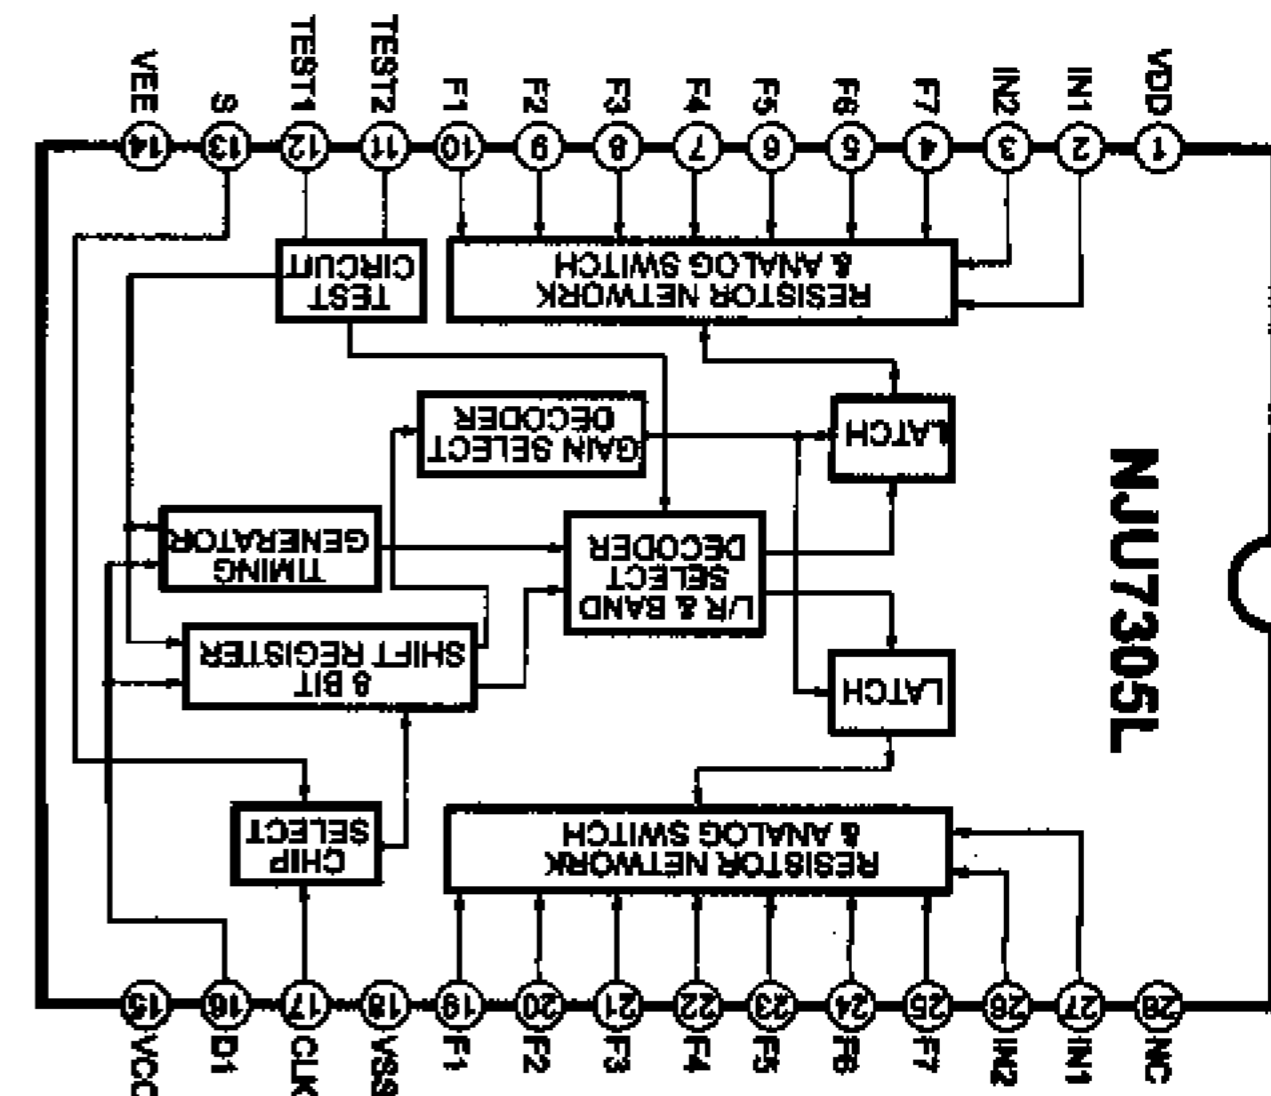 VEE
S
TEST1
TEST2
F1
F2
F3
F4
F5
F6
F7
IN2
IN1
VDD
14
13
12
11
10
9
8
7
6
5
4
3
2
1
TEST
CIRCUIT
RESISTOR NETWORK
& ANALOG SWITCH
GAIN SELECT
DECODER
LATCH
TIMING
GENERATOR
L/R & BAND
SELECT
DECODER
NJU7305L
8 BIT
SHIFT REGISTER
LATCH
CHIP
SELECT
RESISTOR NETWORK
& ANALOG SWITCH
15
16
17
18
19
20
21
22
23
24
25
26
27
28
VCC
D1
CLK
VSS
F1
F2
F3
F4
F5
F6
F7
IN2
IN1
NC